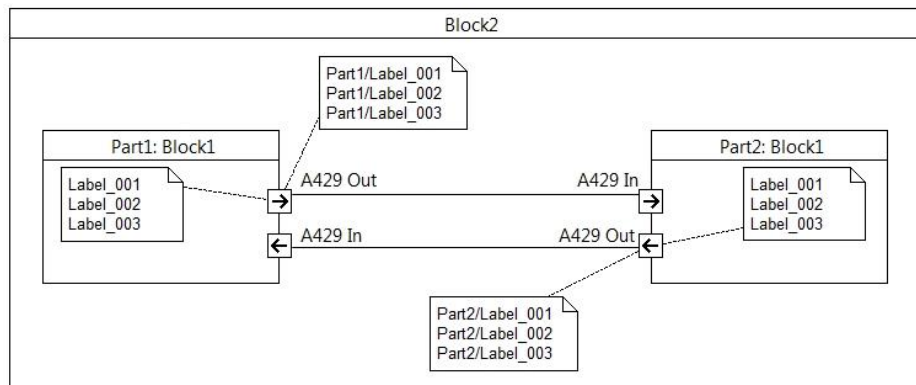 Block2
Part1/Label_001
Part1/Label_002
Part1/Label_003
Part1: Block1
Label_001
Label_002
Label_003
A429 Out
A429 In
A429 In
A429 Out
Part2: Block1
Label_001
Label_002
Label_003
Part2/Label_001
Part2/Label_002
Part2/Label_003